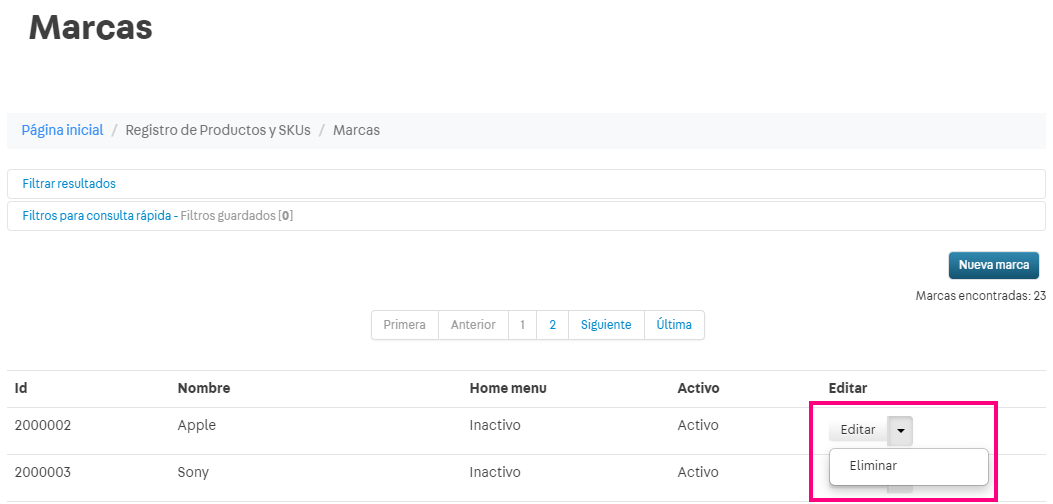 Marcas
Página inicial / Registro de Productos y SKUs / Marcas
Filtrar resultados
Filtros para consulta rápida - Filtros guardados [0]
Nueva marca
Marcas encontradas: 23
Primera Anterior 1 2 Siguiente Última
Id Nombre Home menu Activo Editar
2000002 Apple Inactivo Activo Editar
Eliminar
2000003 Sony Inactivo Activo